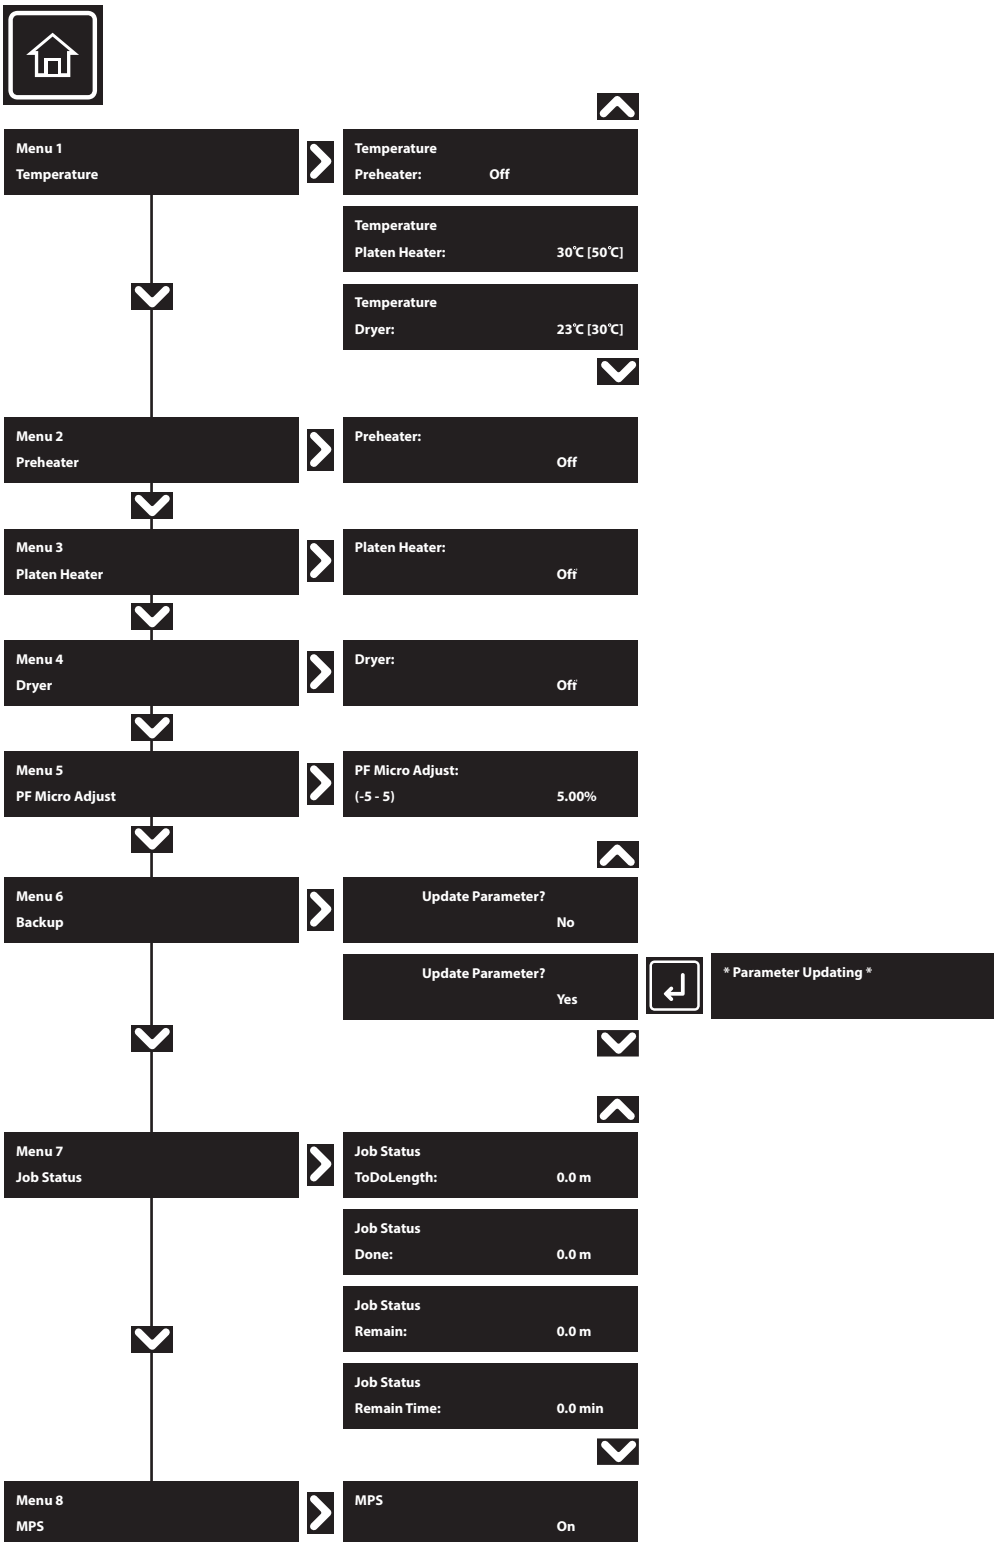 Menu 1
Temperature
Temperature
Preheater: Off
Temperature
Platen Heater: 30℃ [50℃]
Temperature
Dryer: 23℃ [30℃]
Menu 2
Preheater
Preheater:
Off
Menu 3
Platen Heater
Platen Heater:
Off
Menu 4
Dryer
Dryer:
Off
Menu 5
PF Micro Adjust
PF Micro Adjust:
(-5 - 5) 5.00%
Menu 6
Backup
Update Parameter?
No
Update Parameter?
Yes
* Parameter Updating *
Menu 7
Job Status
Job Status
ToDoLength: 0.0 m
Job Status
Done: 0.0 m
Job Status
Remain: 0.0 m
Job Status
Remain Time: 0.0 min
Menu 8
MPS
MPS
On